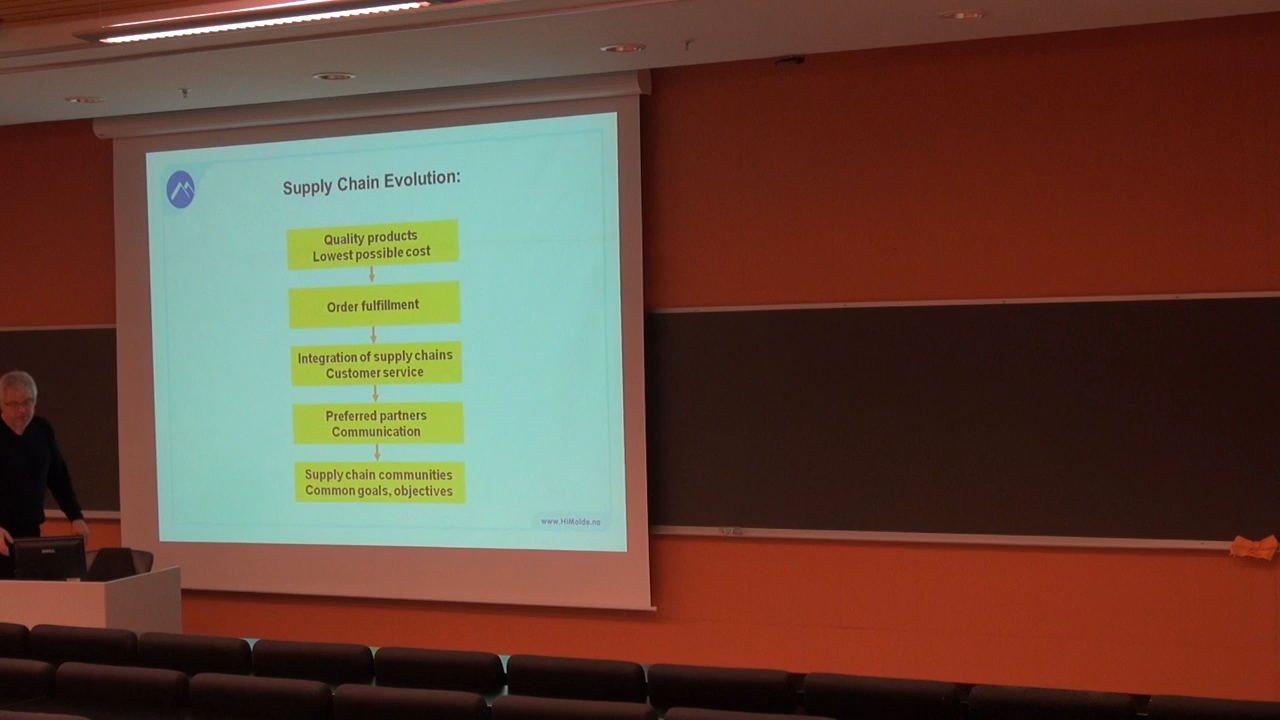 Supply Chain Evolution:
Quality products
Lowest possible cost
Order fulfillment
Integration of supply chains
Customer service
Preferred partners
Communication
Supply chain communities
Common goals, objectives
www.HiMolde.no